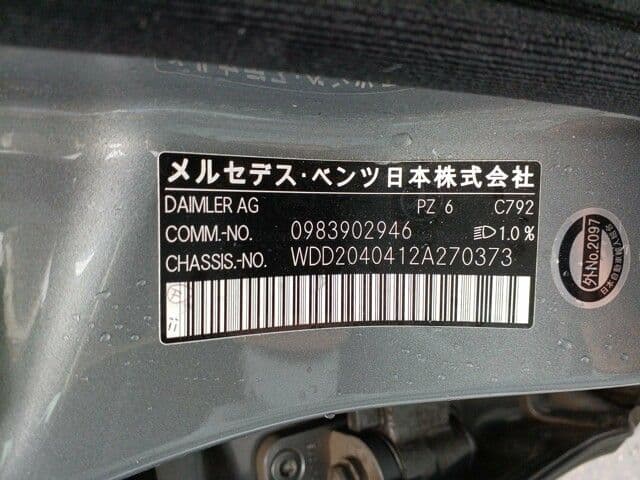 メルセデス・ベンツ日本株式会社
DAIMLER AG PZ 6 C792
COMM.-NO. 0983902946 1.0%
CHASSIS.-NO. WDD2040412A270373
外-No.2097